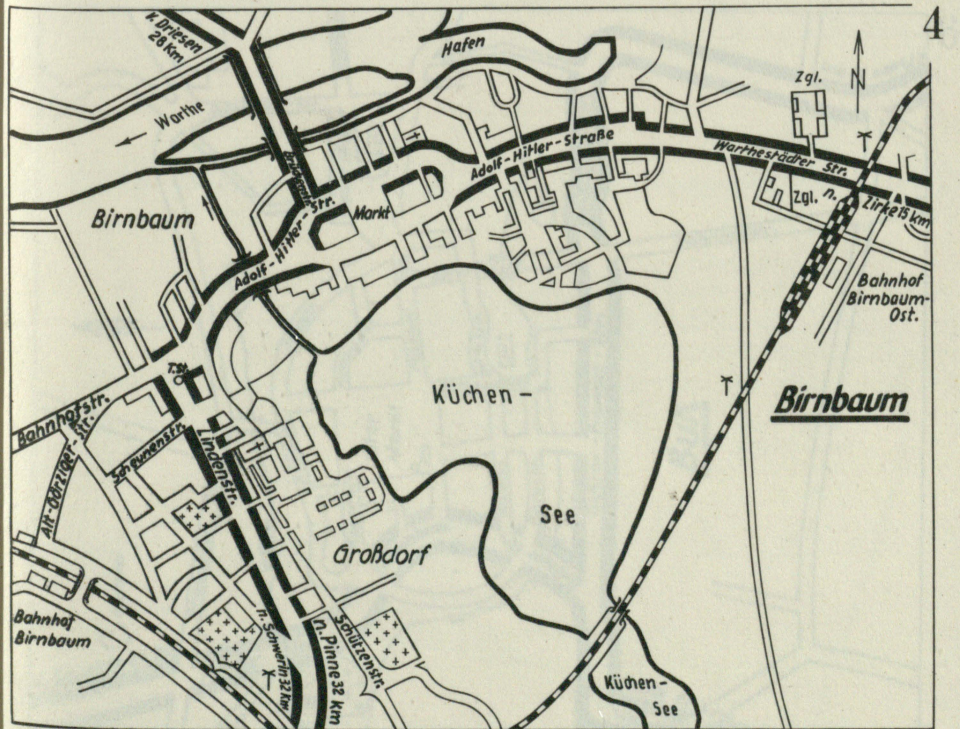 4
v. Driesen
28 Km
Hafen
Warthe
N
Zgl.
Adolf-Hitler-Straße
Warthestädter Str.
Zgl.
n. Zirke 15 km
Birnbaum
Markt
Adolf-Hitler-Str.
Bahnhof
Birnbaum-
Ost.
T.St.
Küchen-
Birnbaum
Bahnhofstr.
Alt-Görziger-Str.
Scheunenstr.
Lindenstr.
See
Großdorf
Bahnhof
Birnbaum
n. Schwerin 32 Km
n. Pinne 32 km
Schützenstr.
Küchen-
See